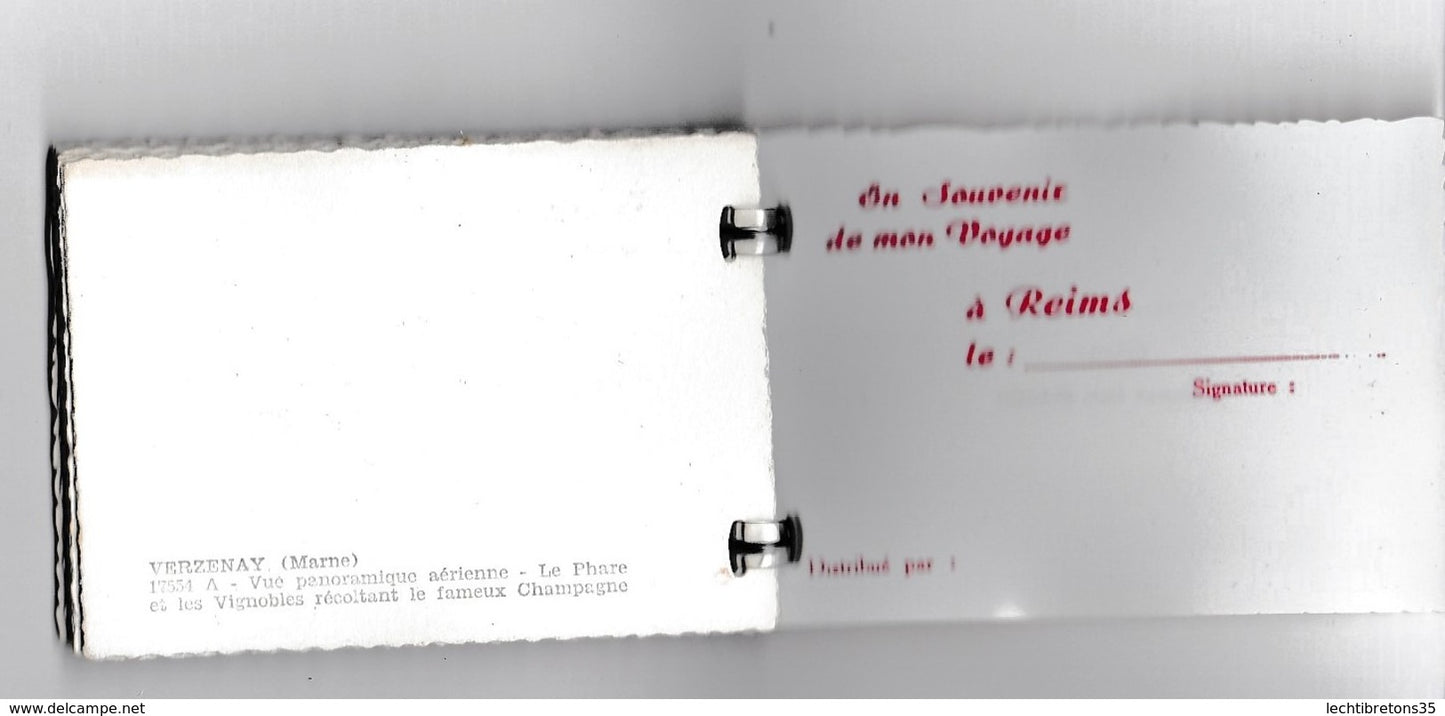 VERZENAY. (Marne)
17554 A - Vue panoramique aérienne - Le Phare
et les Vignobles récoltant le fameux Champagne
En Souvenir
de mon Voyage
à Reims
le :
Signature :
Distribué par :
www.delcampe.net
lechtibretons35